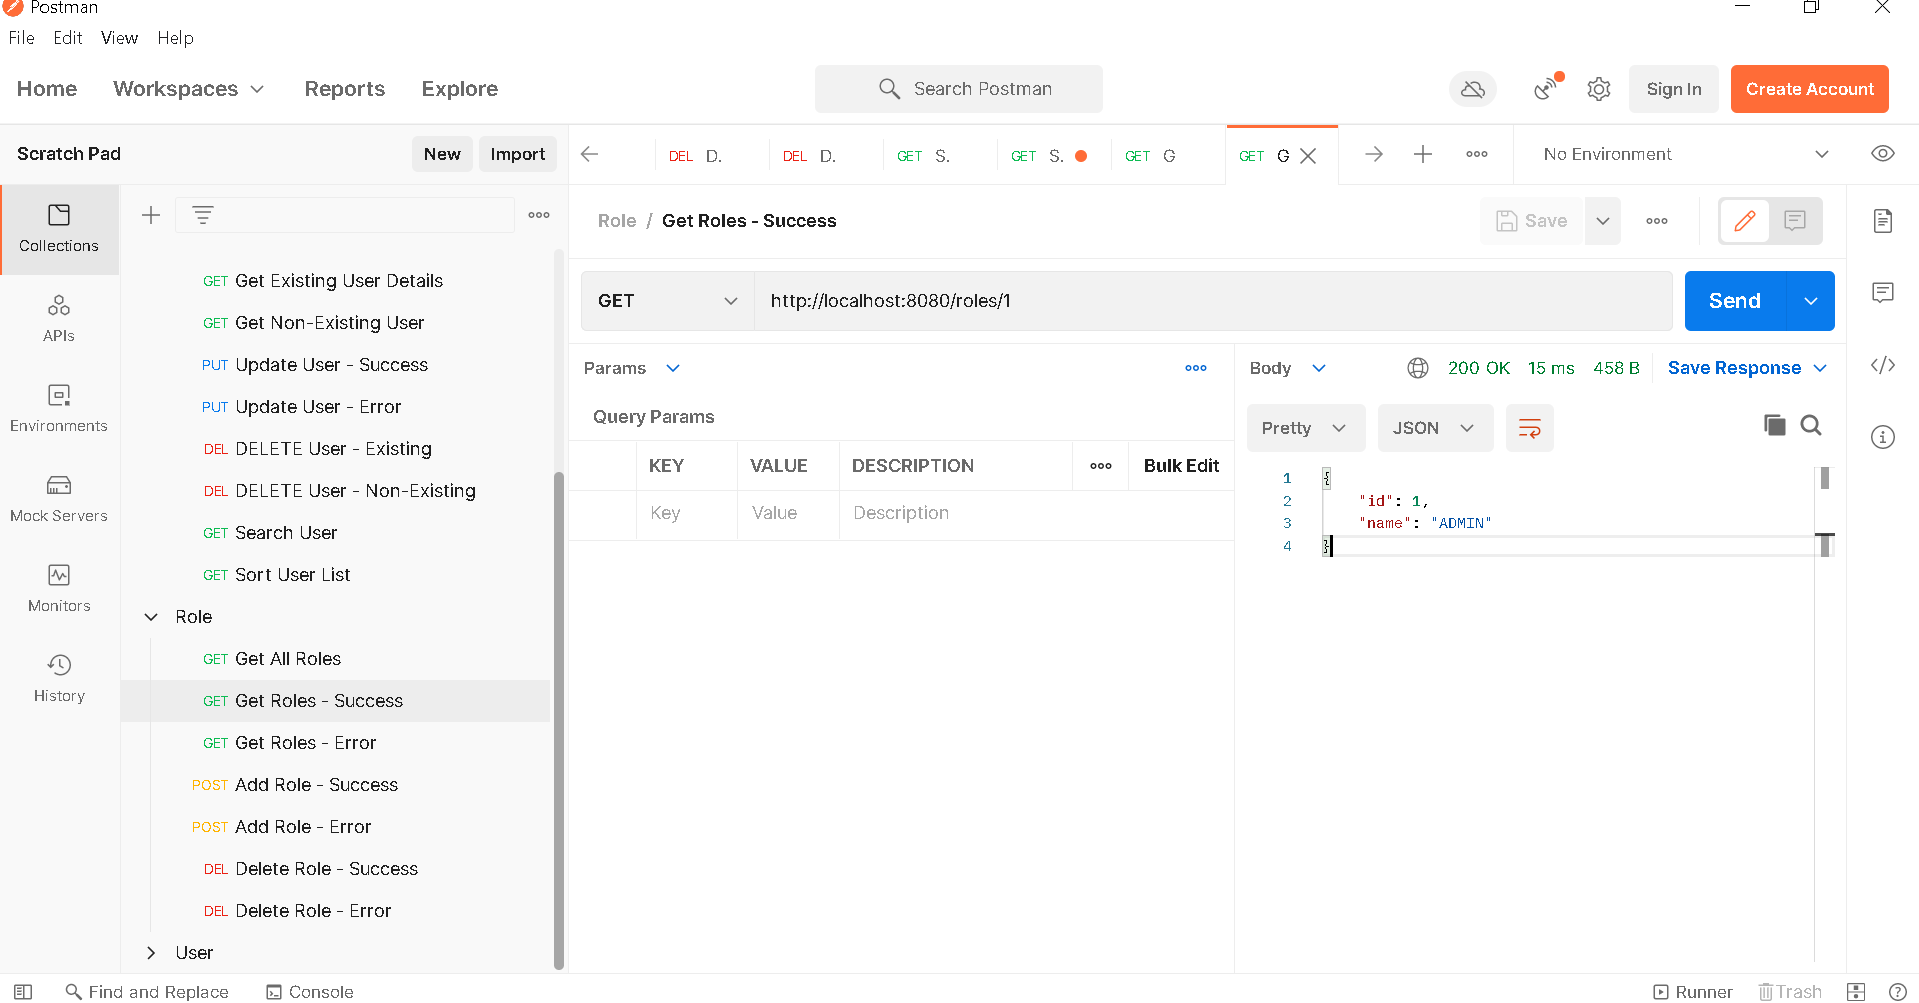 Postman
File Edit View Help
Home Workspaces Reports Explore Search Postman Sign In Create Account
Scratch Pad New Import
DEL D. DEL D. GET S. GET S. GET G GET G No Environment
Collections
APIs
Environments
Mock Servers
Monitors
History
GET Get Existing User Details
GET Get Non-Existing User
PUT Update User - Success
PUT Update User - Error
DEL DELETE User - Existing
DEL DELETE User - Non-Existing
GET Search User
GET Sort User List
Role
GET Get All Roles
GET Get Roles - Success
GET Get Roles - Error
POST Add Role - Success
POST Add Role - Error
DEL Delete Role - Success
DEL Delete Role - Error
User
Role / Get Roles - Success Save
GET http://localhost:8080/roles/1 Send
Params
Query Params
KEY VALUE DESCRIPTION Bulk Edit
Key Value Description
Body 200 OK 15 ms 458 B Save Response
Pretty JSON
1 {
2 "id": 1,
3 "name": "ADMIN"
4 }
Find and Replace Console Runner Trash